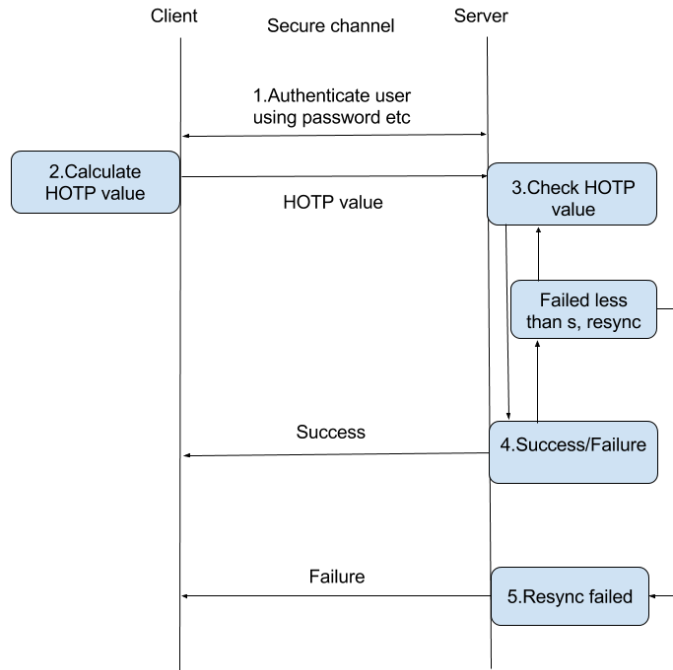 Client
Secure channel
Server
1.Authenticate user
using password etc
2.Calculate
HOTP value
HOTP value
3.Check HOTP
value
Failed less
than s, resync
Success
4.Success/Failure
Failure
5.Resync failed